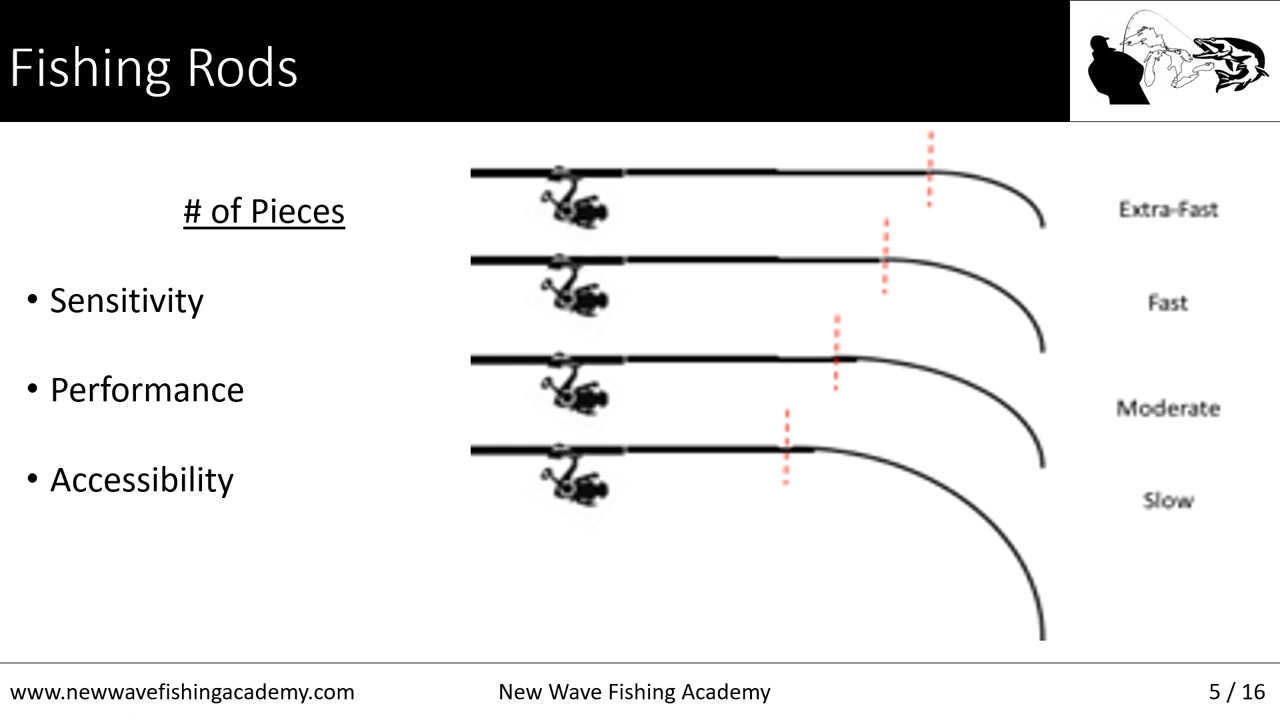 Fishing Rods
# of Pieces
• Sensitivity
• Performance
• Accessibility
Extra-Fast
Fast
Moderate
Slow
www.newwavefishingacademy.com
New Wave Fishing Academy
5 / 16